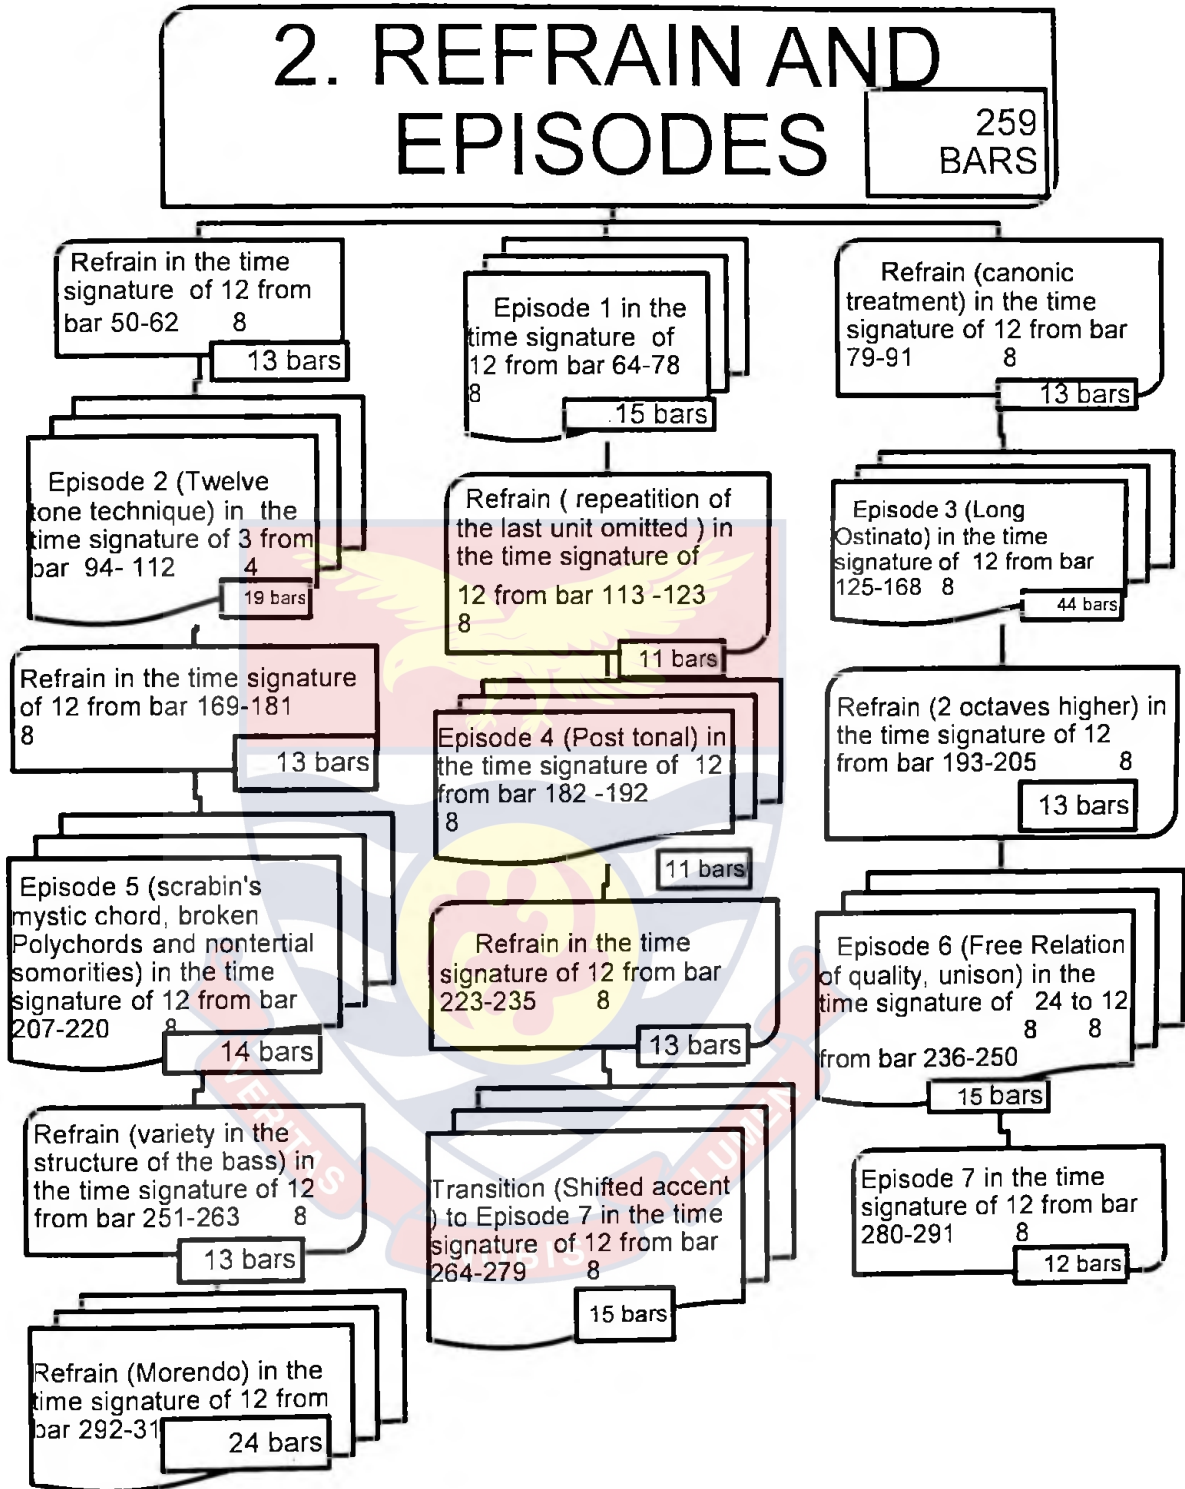 2. REFRAIN AND
EPISODES
259
BARS
Refrain in the time
signature of 12 from
bar 50-62 8
13 bars
Episode 1 in the
time signature of
12 from bar 64-78
8
15 bars
Refrain (canonic
treatment) in the time
signature of 12 from bar
79-91 8
13 bars
Episode 2 (Twelve
tone technique) in the
time signature of 3 from
bar 94- 112 4
19 bars
Refrain ( repeatition of
the last unit omitted ) in
the time signature of
12 from bar 113 -123
8
11 bars
Episode 3 (Long
Ostinato) in the time
signature of 12 from bar
125-168 8
44 bars
Refrain in the time signature
of 12 from bar 169-181
8
13 bars
Episode 4 (Post tonal) in
the time signature of 12
from bar 182 -192
8
11 bars
Refrain (2 octaves higher) in
the time signature of 12
from bar 193-205 8
13 bars
Episode 5 (scrabin's
mystic chord, broken
Polychords and nontertial
somorities) in the time
signature of 12 from bar
207-220 8
14 bars
Refrain in the time
signature of 12 from bar
223-235 8
13 bars
Episode 6 (Free Relation
of quality, unison) in the
time signature of 24 to 12
8 8
from bar 236-250
15 bars
Refrain (variety in the
structure of the bass) in
the time signature of 12
from bar 251-263 8
13 bars
Transition (Shifted accent
) to Episode 7 in the time
signature of 12 from bar
264-279 8
15 bars
Episode 7 in the time
signature of 12 from bar
280-291 8
12 bars
Refrain (Morendo) in the
time signature of 12 from
bar 292-31
24 bars
VERITAS
NOBIS
LUMEN